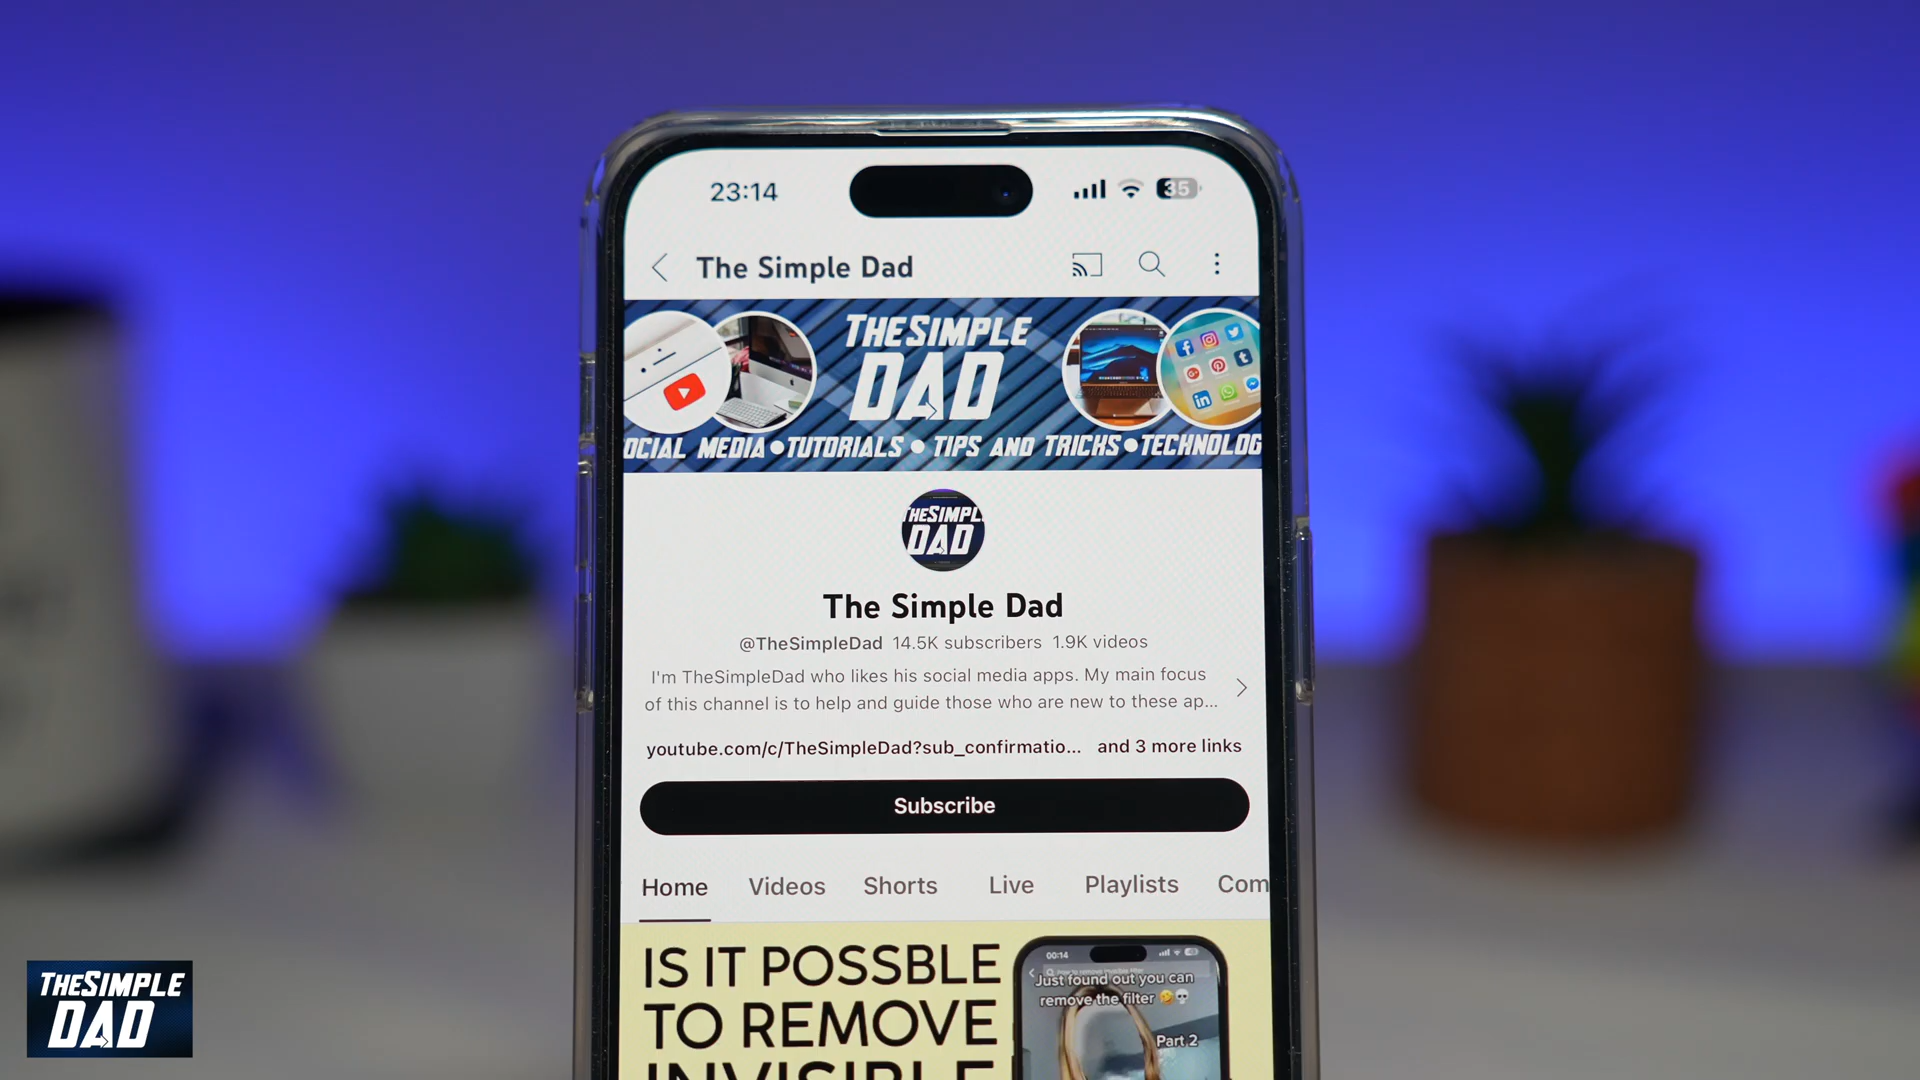 23:14
35
The Simple Dad
THESIMPLE
DAD
OCIAL MEDIA • TUTORIALS • TIPS AND TRICKS • TECHNOLOG
THESIMPL
DAD
The Simple Dad
@TheSimpleDad 14.5K subscribers 1.9K videos
I'm TheSimpleDad who likes his social media apps. My main focus
of this channel is to help and guide those who are new to these ap...
youtube.com/c/TheSimpleDad?sub_confirmatio... and 3 more links
Subscribe
Home Videos Shorts Live Playlists Com
IS IT POSSBLE
TO REMOVE
INVISIBLE
00:14
Just found out you can
remove the filter 🤣💀
Part 2
THESIMPLE
DAD